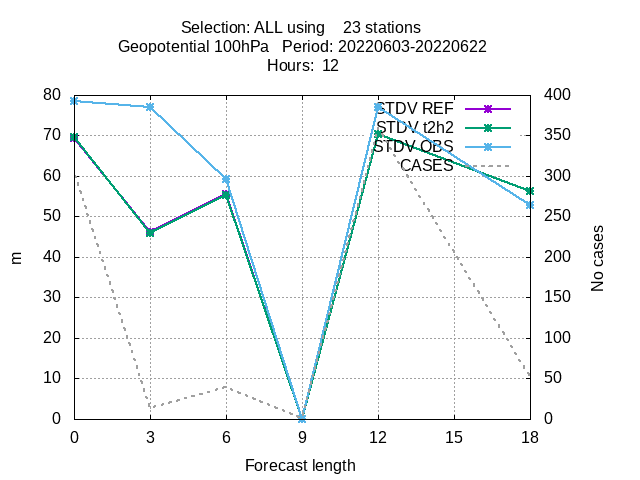 Selection: ALL using    23 stations
Geopotential 100hPa   Period: 20220603-20220622
Hours:  12
80
70
60
50
40
30
20
10
0
400
350
300
250
200
150
100
50
0
STDV REF
STDV t2h2
STDV OBS
CASES
m
No cases
0 3 6 9 12 15 18
Forecast length